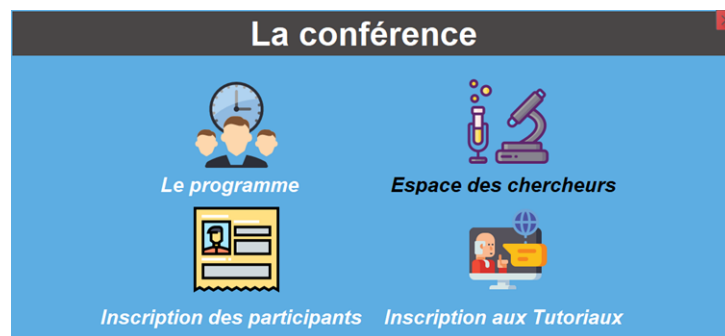 La conférence
Le programme
Espace des chercheurs
Inscription des participants
Inscription aux Tutoriaux